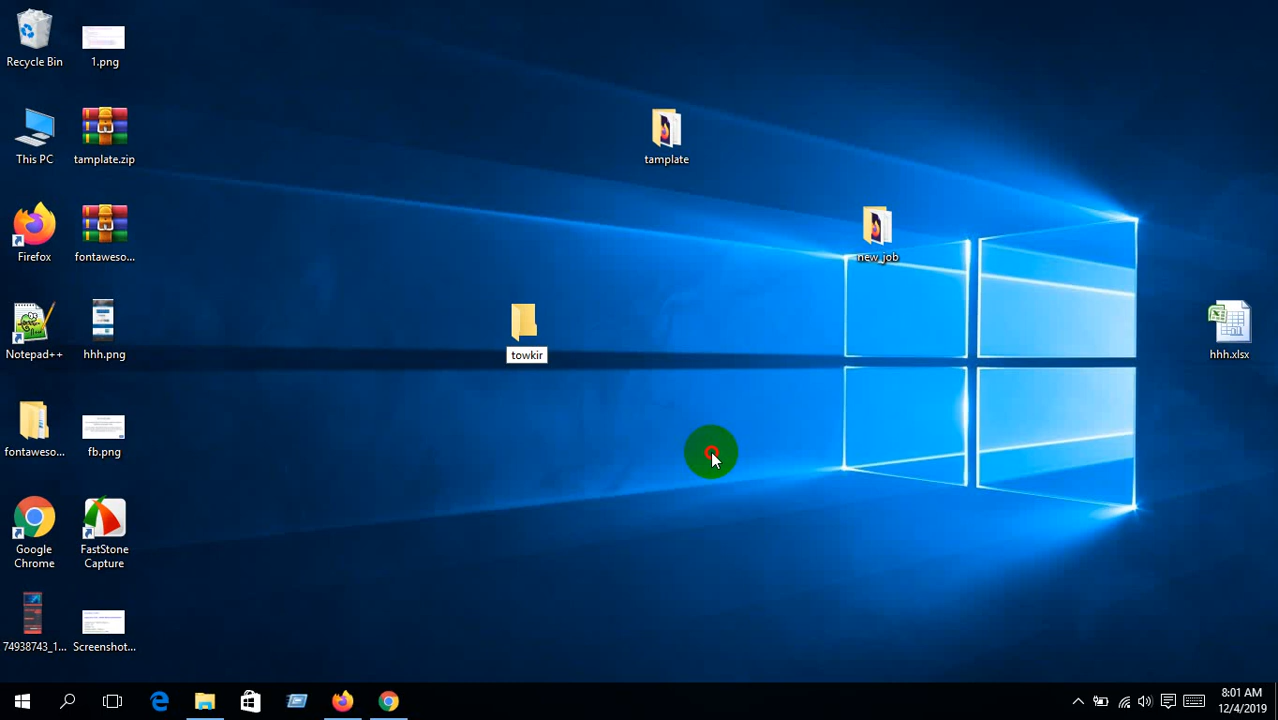 Recycle Bin
1.png
This PC
tamplate.zip
tamplate
Firefox
fontaweso...
new_job
Notepad++
hhh.png
towkir
hhh.xlsx
fontaweso...
fb.png
Google
Chrome
FastStone
Capture
74938743_1...
Screenshot...
8:01 AM
12/4/2019